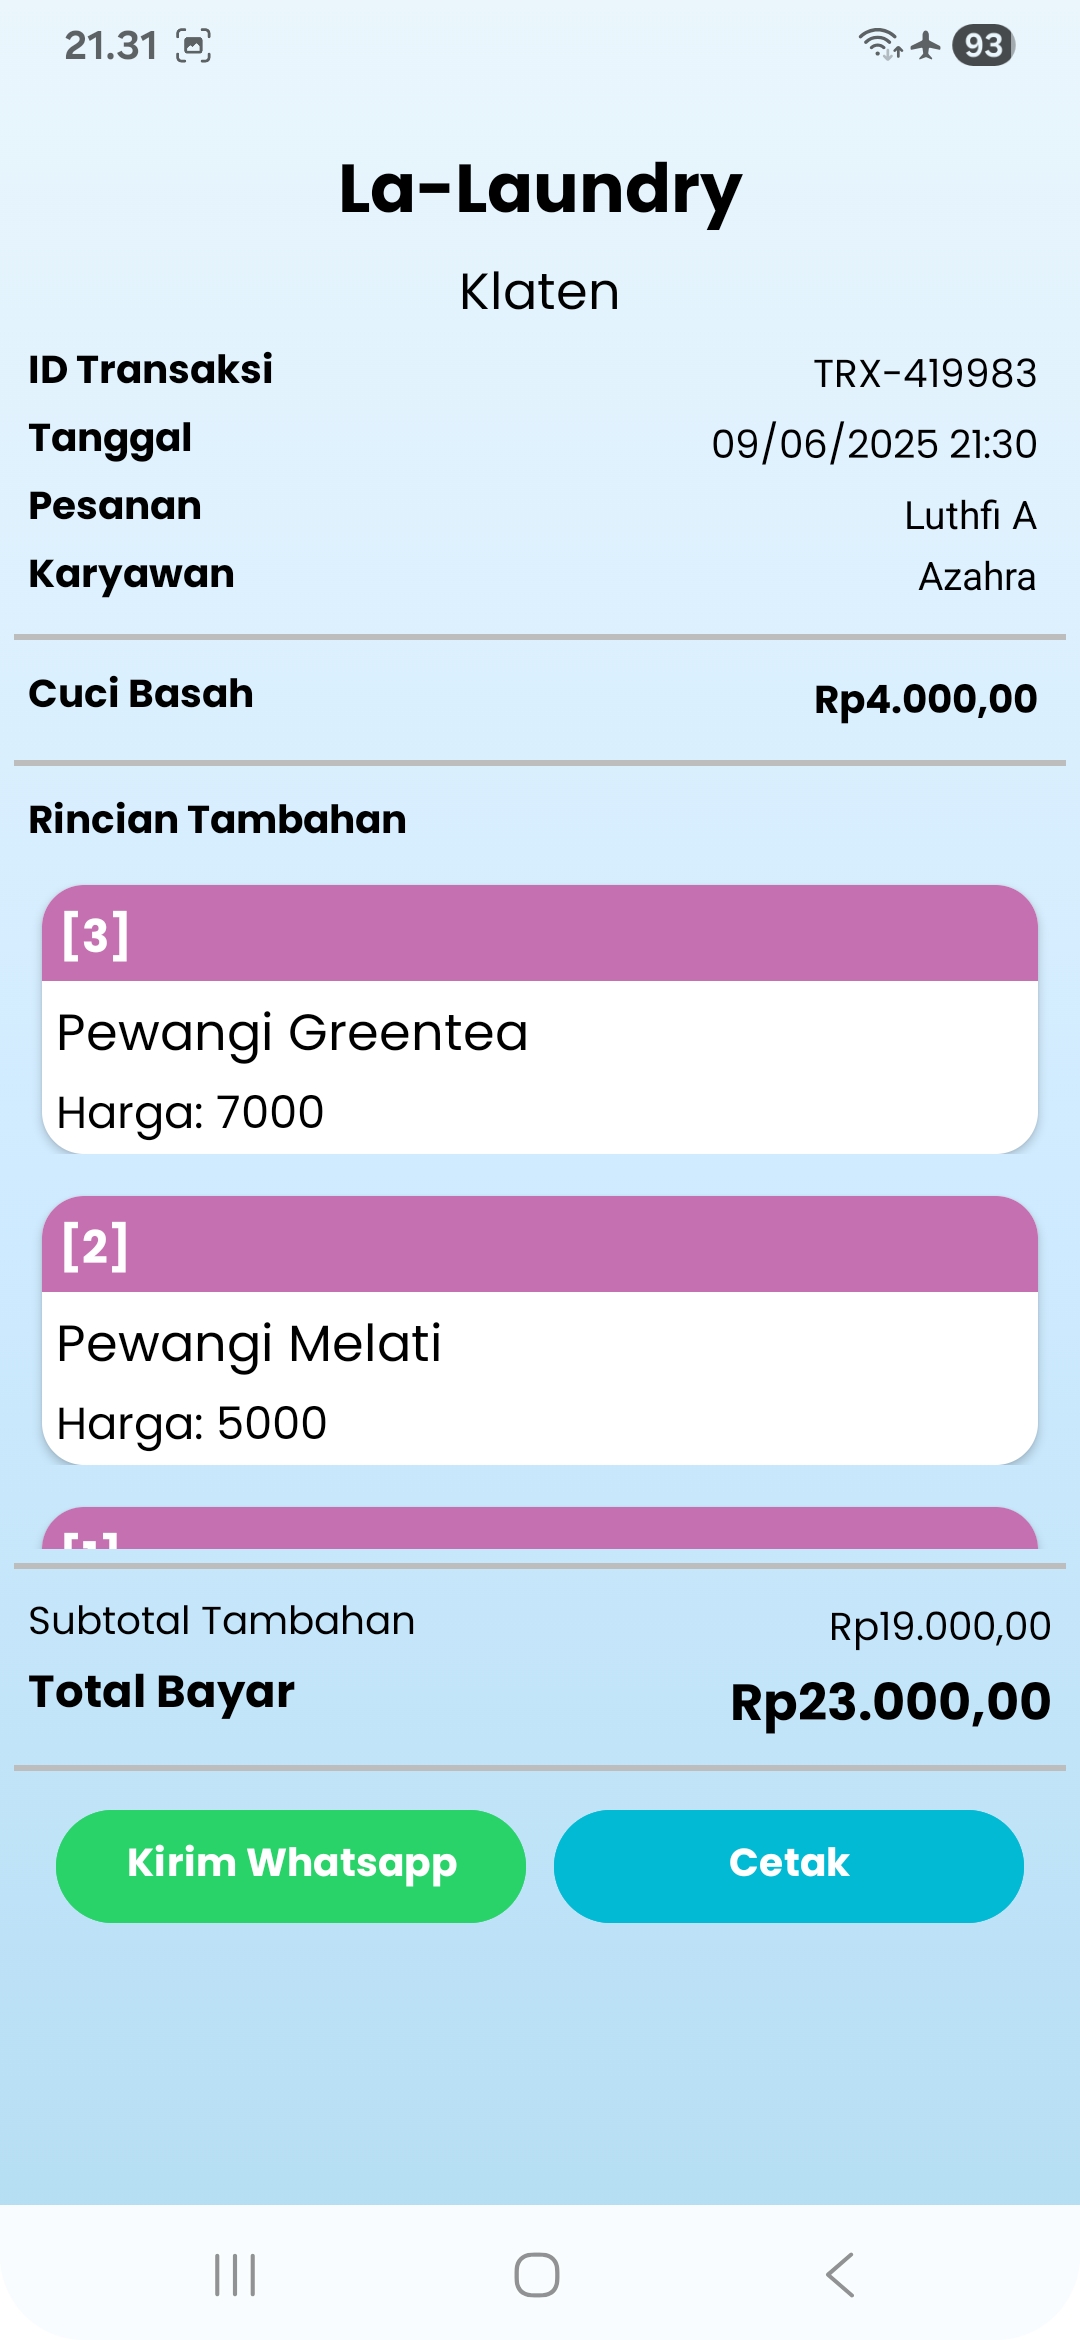 21.31
93
La-Laundry
Klaten
ID Transaksi TRX-419983
Tanggal 09/06/2025 21:30
Pesanan Luthfi A
Karyawan Azahra
Cuci Basah Rp4.000,00
Rincian Tambahan
[3]
Pewangi Greentea
Harga: 7000
[2]
Pewangi Melati
Harga: 5000
Subtotal Tambahan Rp19.000,00
Total Bayar Rp23.000,00
Kirim Whatsapp Cetak